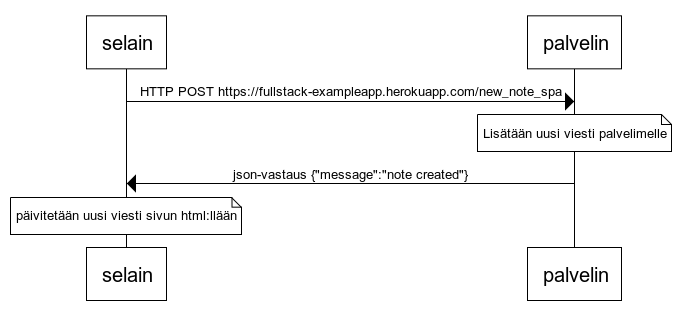 selain
palvelin
HTTP POST https://fullstack-exampleapp.herokuapp.com/new_note_spa
Lisätään uusi viesti palvelimelle
json-vastaus {"message":"note created"}
päivitetään uusi viesti sivun html:llään
selain
palvelin